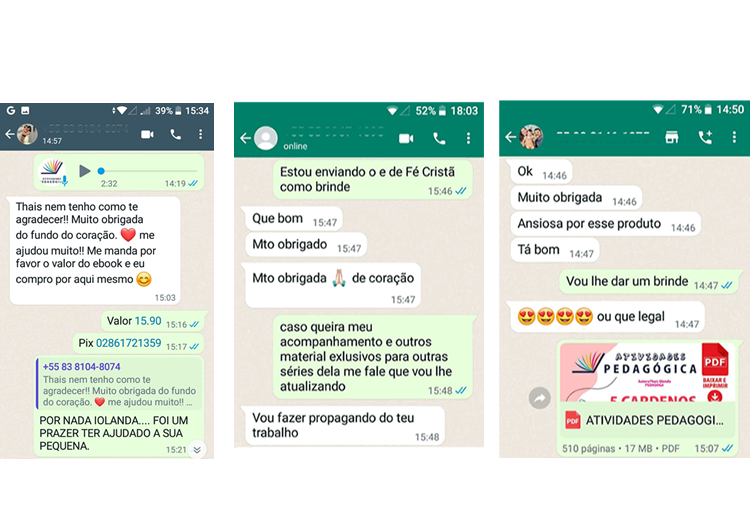 39% 15:34
14:57
2:32 14:19
Thais nem tenho como te
agradecer!! Muito obrigada
do fundo do coração. ❤️ me
ajudou muito!! Me manda por
favor o valor do ebook e eu
compro por aqui mesmo 😊
15:03
Valor 15.90 15:16
Pix 02861721359 15:17
+55 83 8104-8074
Thais nem tenho como te
agradecer!! Muito obrigada do fundo
do coração. ❤️ me ajudou muito!! ...
POR NADA IOLANDA.... FOI UM
PRAZER TER AJUDADO A SUA
PEQUENA.
15:21
52% 18:03
online
Estou enviando o e de Fé Cristã
como brinde
15:46
Que bom 15:47
Mto obrigado 15:47
Mto obrigada 🙏🏻 de coração
15:47
caso queira meu
acompanhamento e outros
material exlusivos para outras
séries dela me fale que vou lhe
atualizando
15:48
Vou fazer propagando do teu
trabalho
15:48
71% 14:50
Ok 14:46
Muito obrigada 14:46
Ansiosa por esse produto 14:46
Tá bom 14:47
Vou lhe dar um brinde 14:47
😍😍😍😍 ou que legal
14:47
ATIVIDADES
PEDAGÓGICA
PDF
BAIXAR E
IMPRIMIR
5 CARDENOS
PDF ATIVIDADES PEDAGOGI...
510 páginas • 17 MB • PDF 15:07